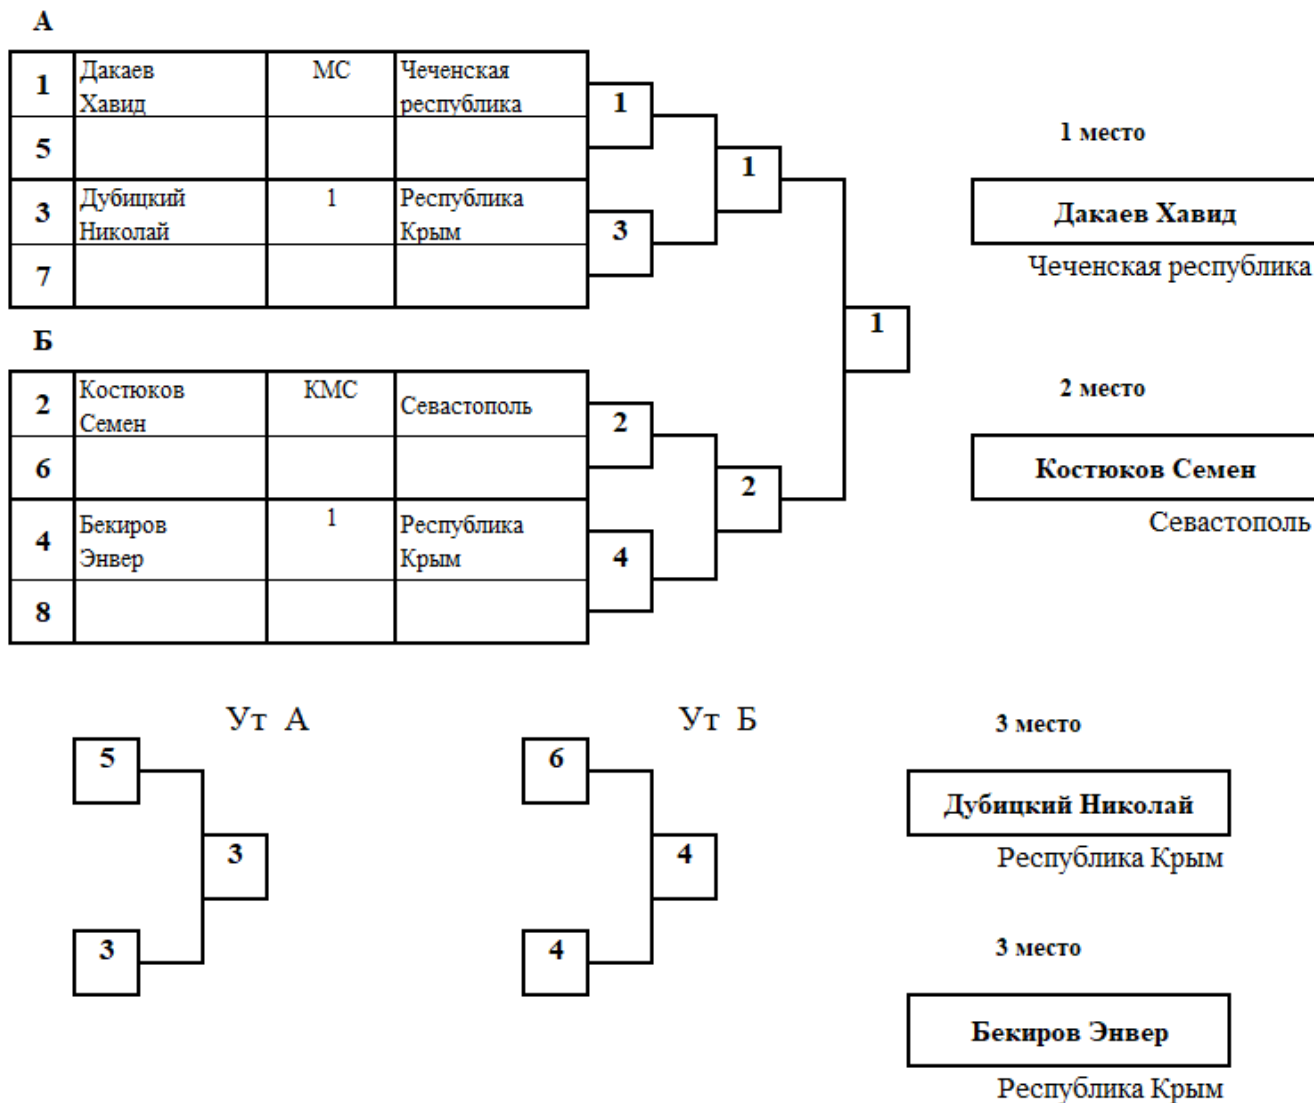 А
1 Дакаев МС Чеченская
Хавид республика
1
5
1 место
1
3 Дубицкий 1 Республика
Николай Крым
3
Дакаев Хавид
Чеченская республика
7
1
Б
2 Костюков КМС Севастополь
Семен
2
2 место
6
2
Костюков Семен
4 Бекиров 1 Республика
Энвер Крым
4
Севастополь
8
Ут А Ут Б
3 место
5 6
Дубицкий Николай
3 4
Республика Крым
3 4
3 место
Бекиров Энвер
Республика Крым